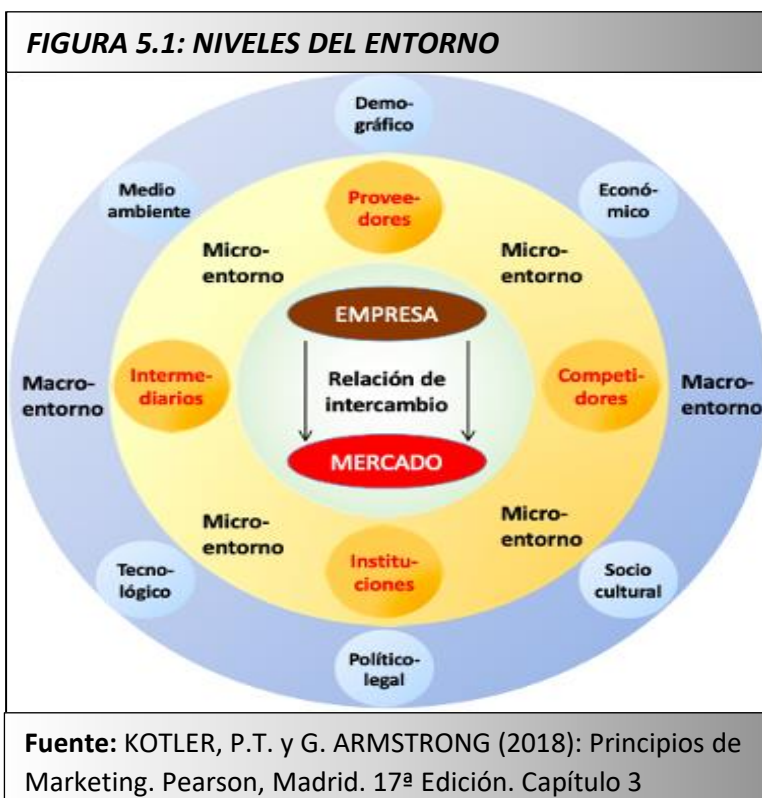 FIGURA 5.1: NIVELES DEL ENTORNO
Demo-
gráfico
Medio
ambiente
Econó-
mico
Provee-
dores
Micro-
entorno
Micro-
entorno
EMPRESA
Macro-
entorno
Interme-
diarios
Relación de
intercambio
Competi-
dores
Macro-
entorno
MERCADO
Micro-
entorno
Micro-
entorno
Institu-
ciones
Tecno-
lógico
Socio
cultural
Político-
legal
Fuente: KOTLER, P.T. y G. ARMSTRONG (2018): Principios de
Marketing. Pearson, Madrid. 17ª Edición. Capítulo 3